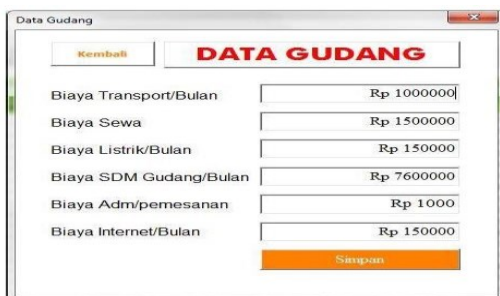 Data Gudang
Kembali DATA GUDANG
Biaya Transport/Bulan Rp 1000000
Biaya Sewa Rp 1500000
Biaya Listrik/Bulan Rp 150000
Biaya SDM Gudang/Bulan Rp 7600000
Biaya Adm/pemesanan Rp 1000
Biaya Internet/Bulan Rp 150000
Simpan